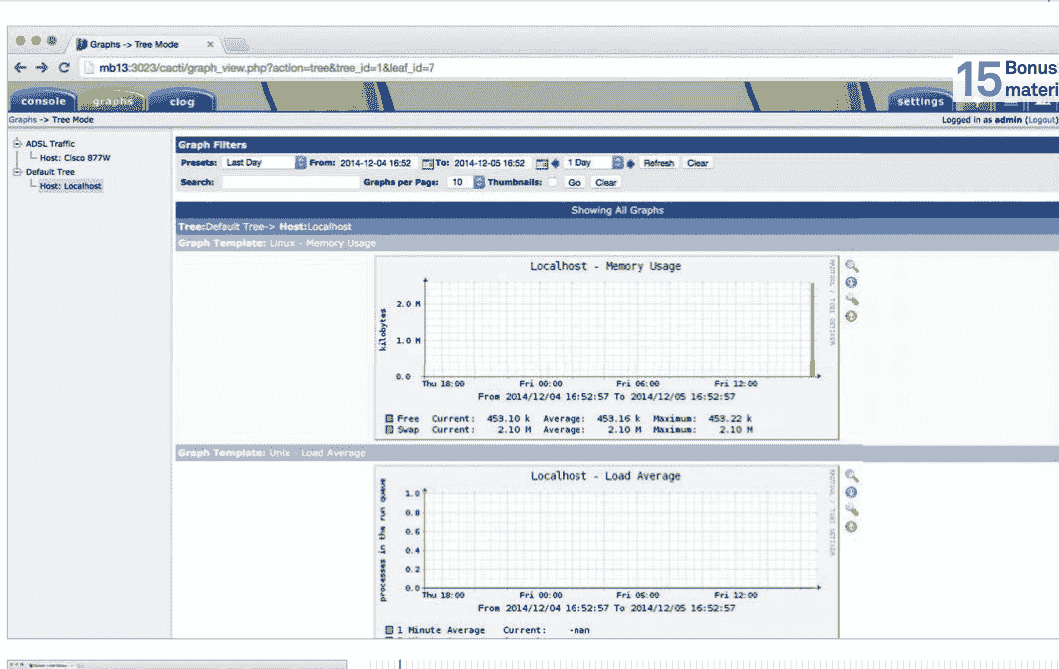 Graphs -> Tree Mode
mb13:3023/cacti/graph_view.php?action=tree&tree_id=1&leaf_id=7
15 Bonus
materi
console graphs clog settings
Graphs -> Tree Mode Logged in as admin (Logout)
ADSL Traffic
Host: Cisco 877W
Default Tree
Host: Localhost
Graph Filters
Presets: Last Day From: 2014-12-04 16:52 To: 2014-12-05 16:52 1 Day Refresh Clear
Search: Graphs per Page: 10 Thumbnails: Go Clear
Showing All Graphs
Tree:Default Tree-> Host:Localhost
Graph Template: Linux - Memory Usage
Localhost - Memory Usage
kilobytes
2.0 M
1.0 M
0.0
Thu 18:00 Fri 00:00 Fri 06:00 Fri 12:00
From 2014/12/04 16:52:57 To 2014/12/05 16:52:57
Free Current: 453.10 k Average: 453.16 k Maximum: 453.22 k
Swap Current: 2.10 M Average: 2.10 M Maximum: 2.10 M
Graph Template: Unix - Load Average
Localhost - Load Average
processes in the run queue
1.0
0.8
0.6
0.4
0.2
0.0
Thu 18:00 Fri 00:00 Fri 06:00 Fri 12:00
From 2014/12/04 16:52:57 To 2014/12/05 16:52:57
1 Minute Average Current: -nan